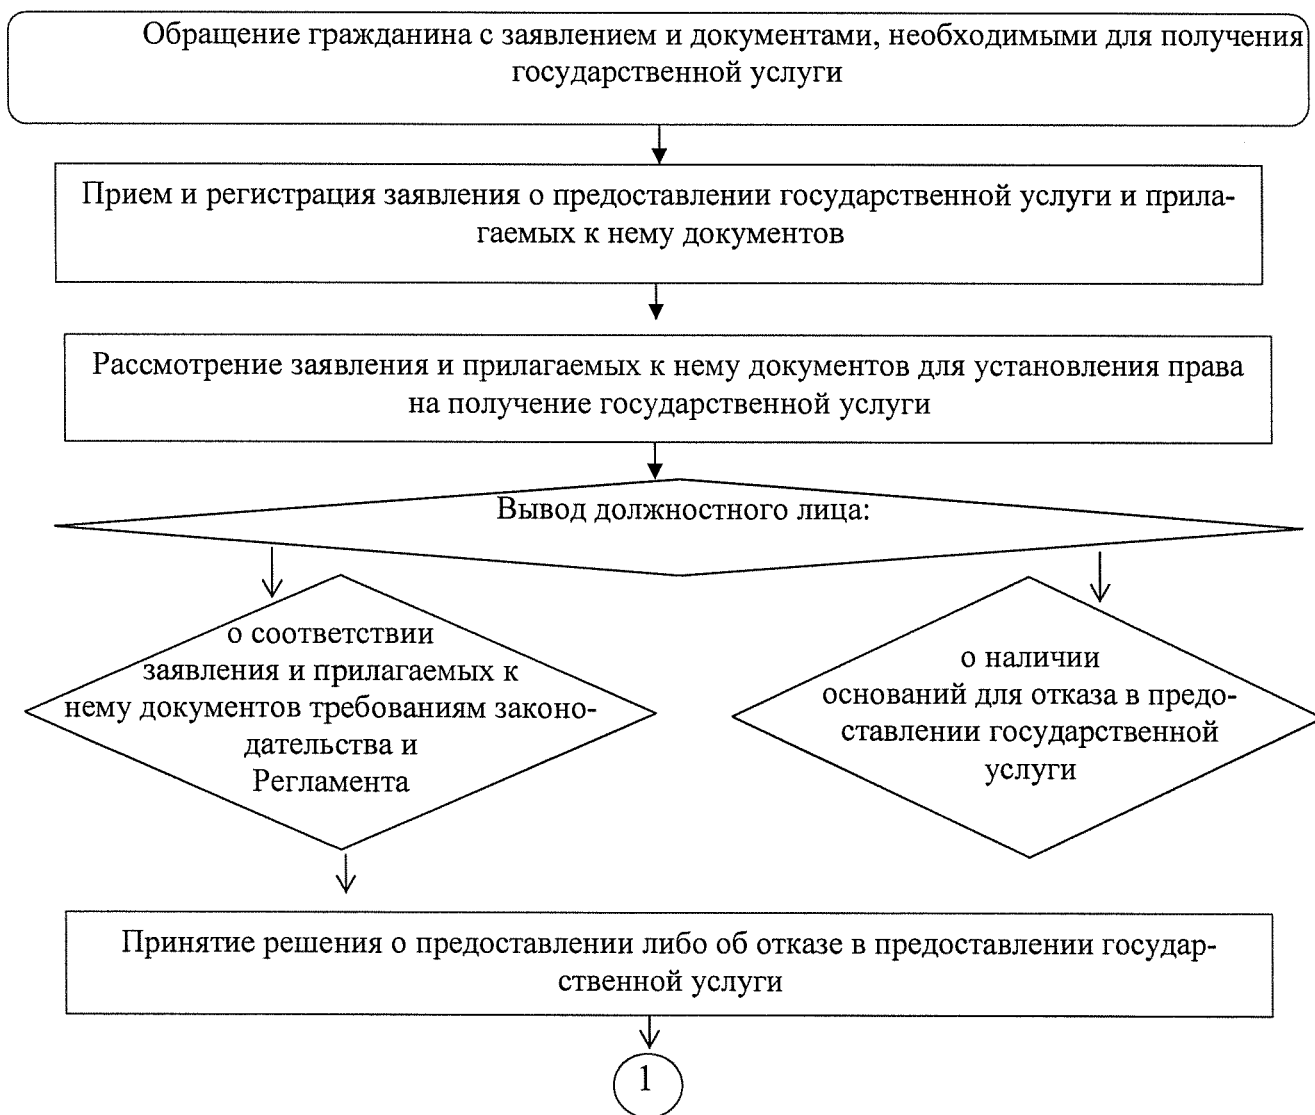 Обращение гражданина с заявлением и документами, необходимыми для получения
государственной услуги
Прием и регистрация заявления о предоставлении государственной услуги и прила-
гаемых к нему документов
Рассмотрение заявления и прилагаемых к нему документов для установления права
на получение государственной услуги
Вывод должностного лица:
о соответствии
заявления и прилагаемых к
нему документов требованиям законо-
дательства и
Регламента
о наличии
оснований для отказа в предо-
ставлении государственной
услуги
Принятие решения о предоставлении либо об отказе в предоставлении государ-
ственной услуги
1